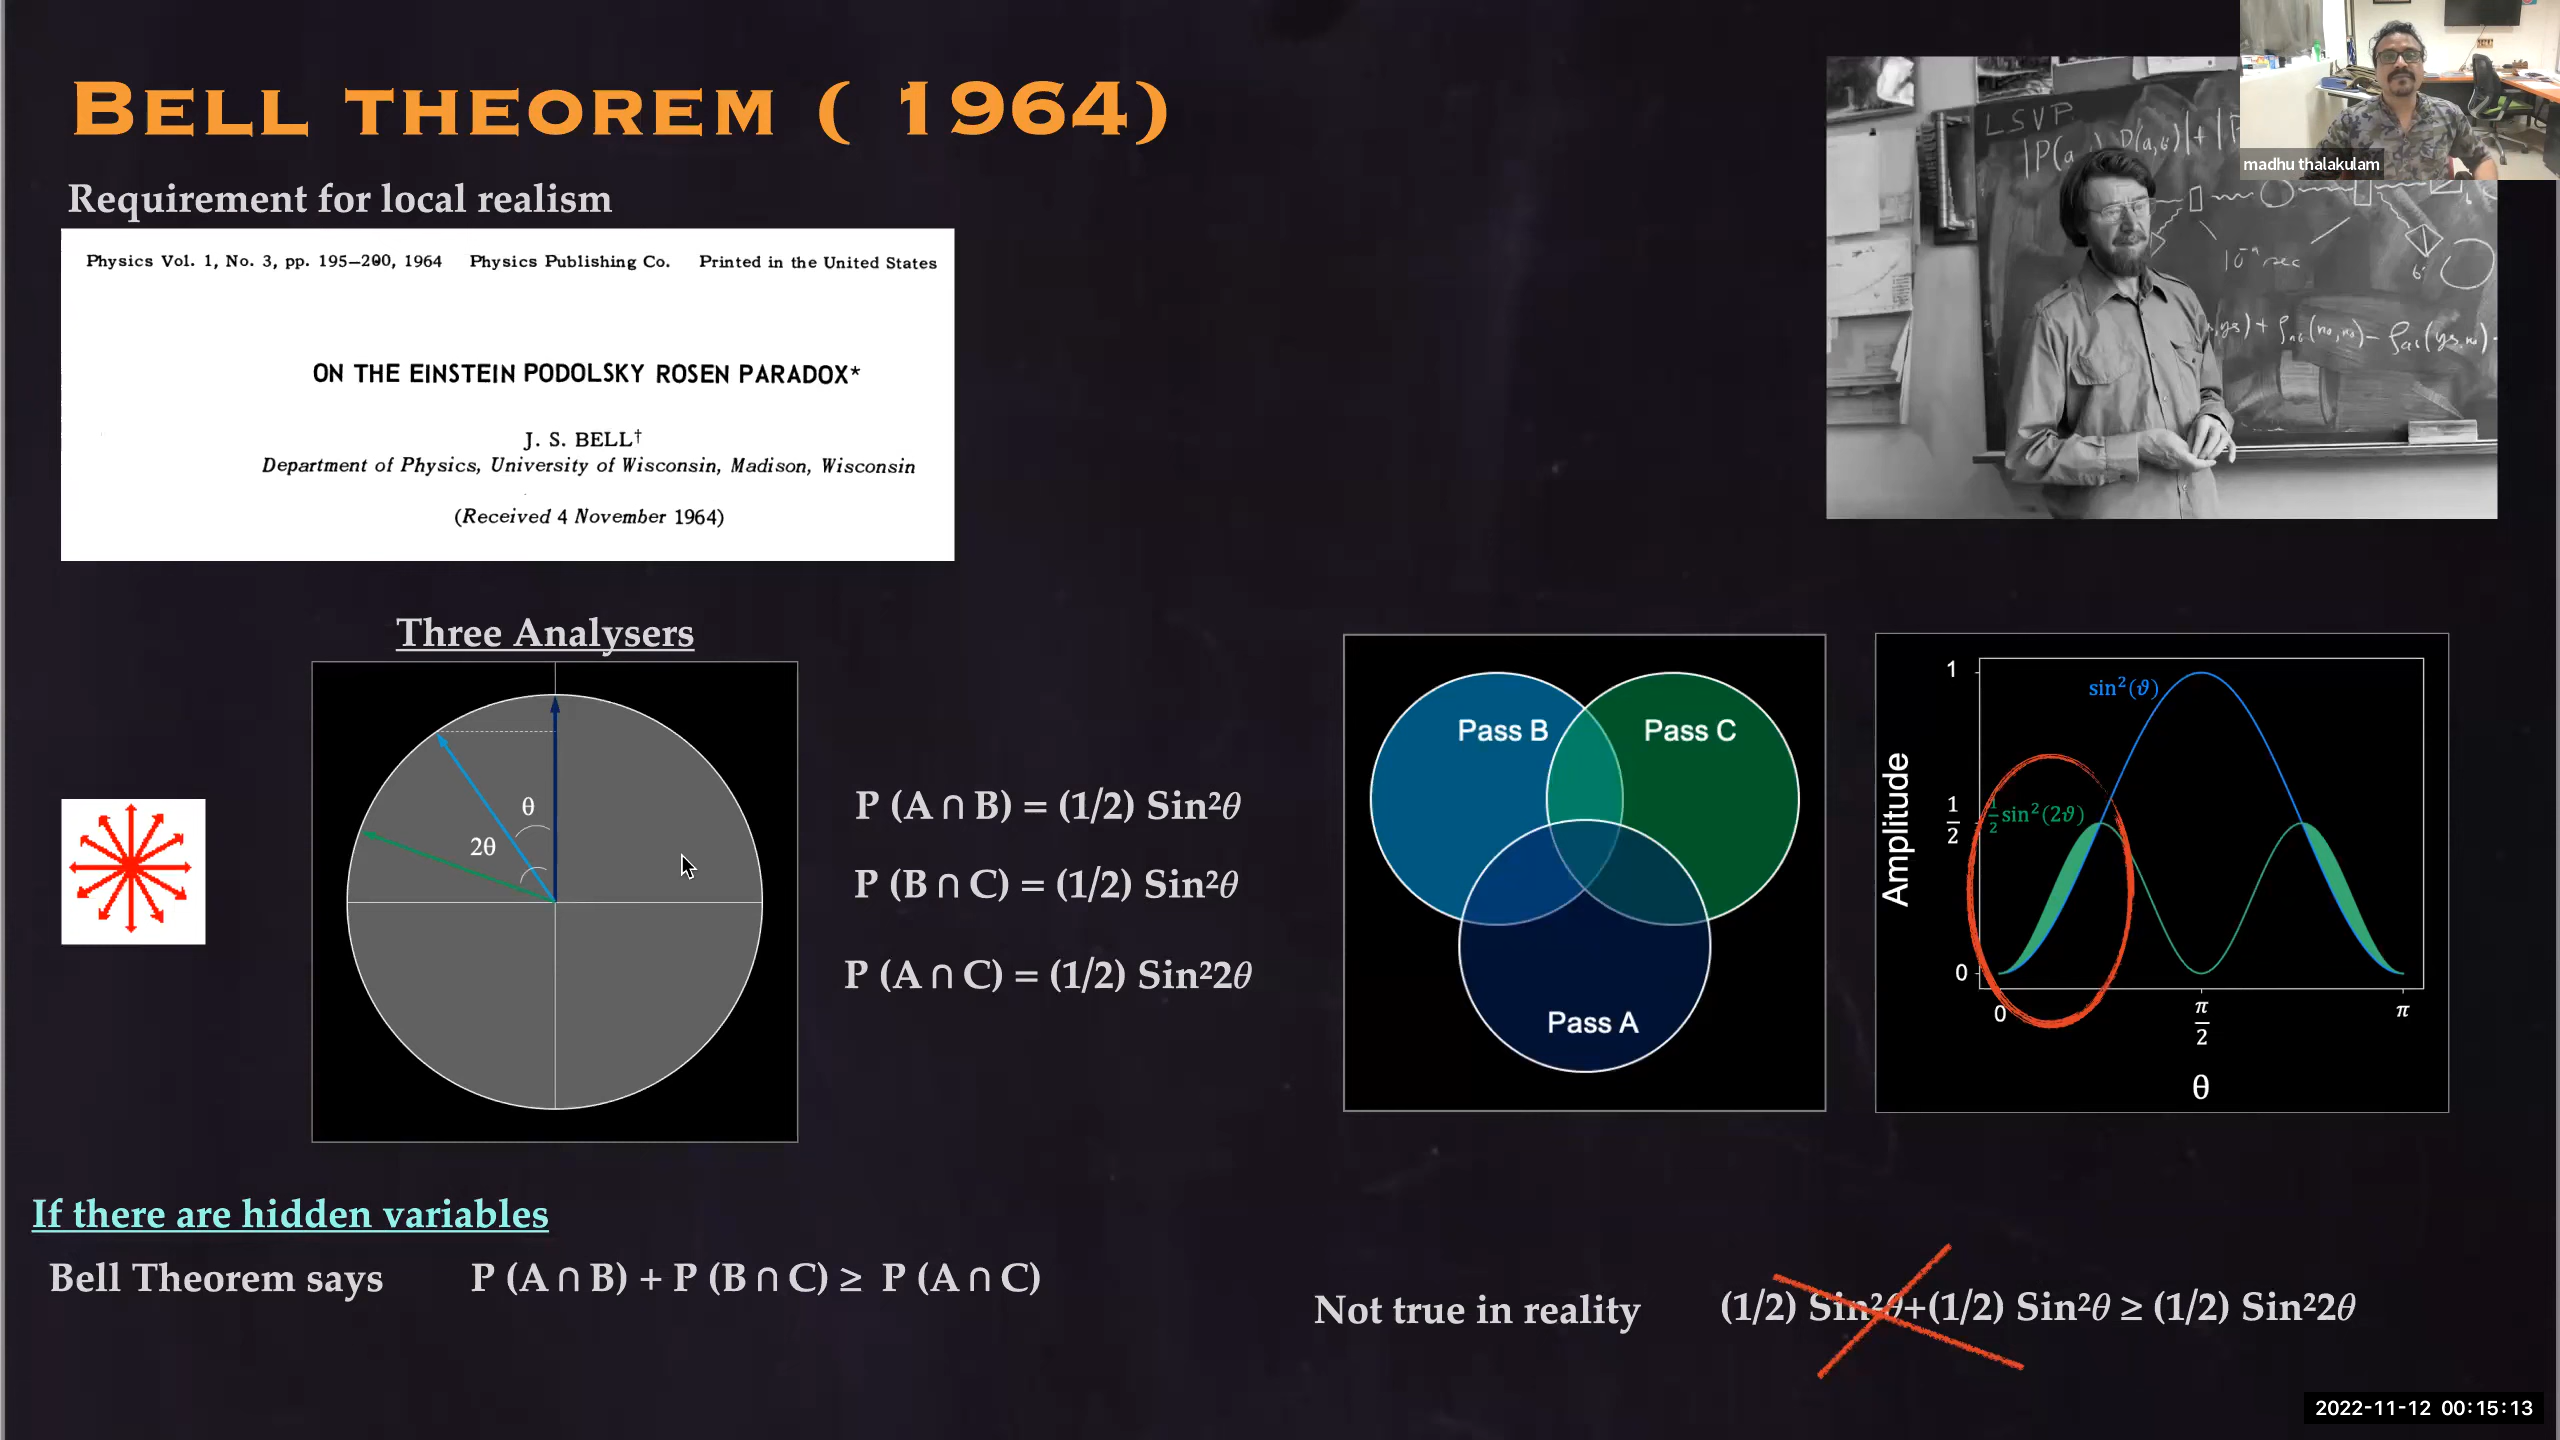 BELL THEOREM ( 1964)
madhu thalakulam
Requirement for local realism
Physics Vol. 1, No. 3, pp. 195—200, 1964 Physics Publishing Co. Printed in the United States
ON THE EINSTEIN PODOLSKY ROSEN PARADOX*
J. S. BELL†
Department of Physics, University of Wisconsin, Madison, Wisconsin
(Received 4 November 1964)
LSVP
10⁻⁹ sec
Three Analysers
θ
2θ
P (A ∩ B) = (1/2) Sin²θ
P (B ∩ C) = (1/2) Sin²θ
P (A ∩ C) = (1/2) Sin²2θ
Pass B
Pass C
Pass A
Amplitude
1
1/2
0
sin²(ϑ)
1/2 sin²(2ϑ)
0
π/2
π
θ
If there are hidden variables
Bell Theorem says P (A ∩ B) + P (B ∩ C) ≥ P (A ∩ C)
Not true in reality (1/2) Sin²θ+(1/2) Sin²θ ≥ (1/2) Sin²2θ
2022-11-12 00:15:13